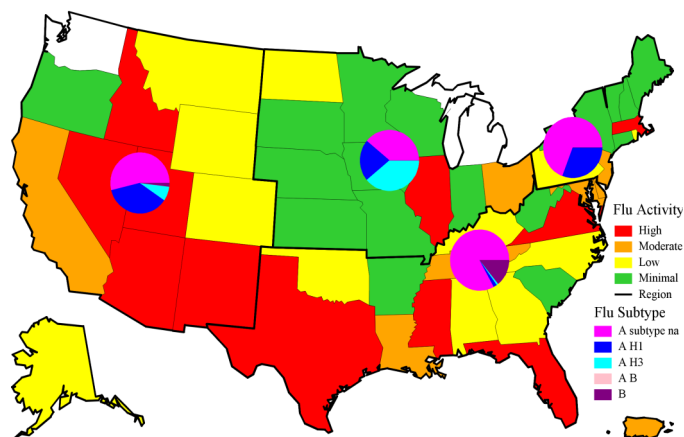 Flu Activity
High
Moderate
Low
Minimal
Region
Flu Subtype
A subtype na
A H1
A H3
A B
B